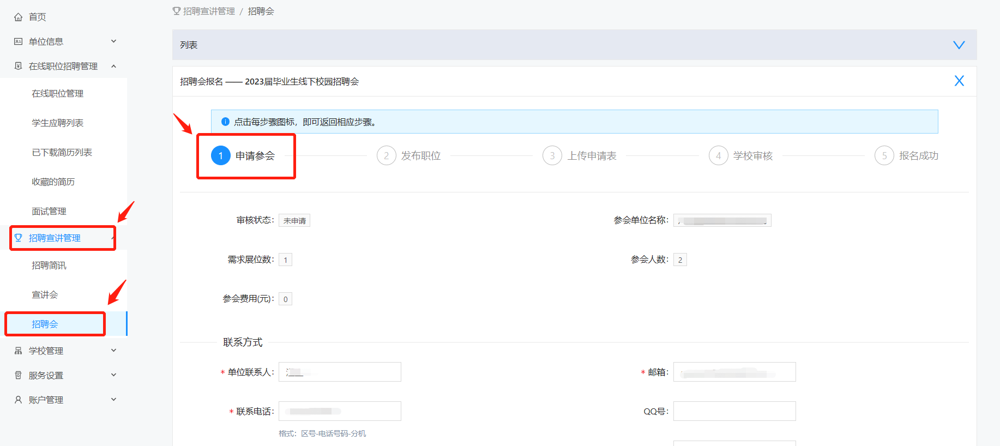 首页
单位信息
在线职位招聘管理
在线职位管理
学生应聘列表
已下载简历列表
收藏的简历
面试管理
招聘宣讲管理
招聘简讯
宣讲会
招聘会
学校管理
服务设置
账户管理
招聘宣讲管理 / 招聘会
列表
招聘会报名 —— 2023届毕业生线下校园招聘会
点击每步骤图标，即可返回相应步骤。
1 申请参会
2 发布职位
3 上传申请表
4 学校审核
5 报名成功
审核状态： 未申请
参会单位名称：
需求展位数： 1
参会人数： 2
参会费用(元)： 0
联系方式
* 单位联系人：
* 邮箱：
* 联系电话：
QQ号：
格式：区号-电话号码-分机